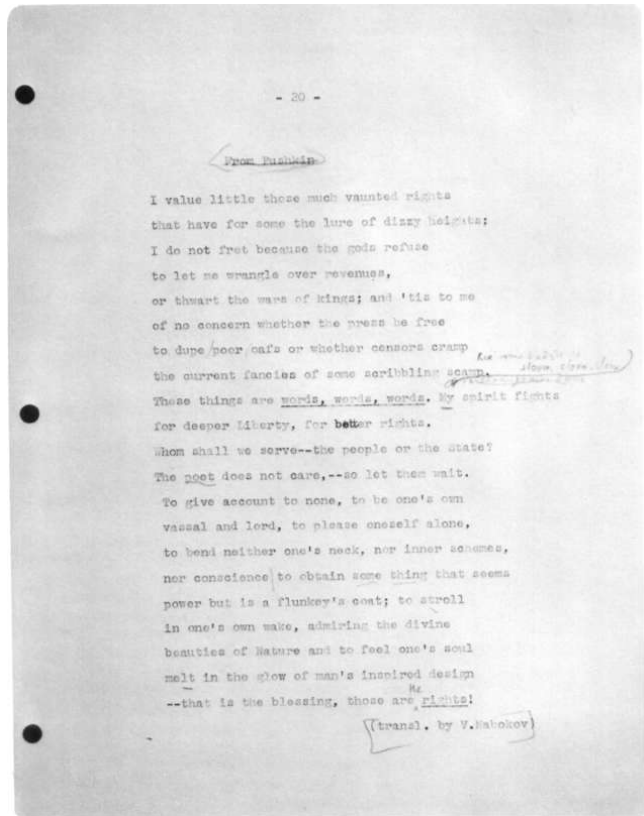 - 20 -
From Pushkin
I value little those much vaunted rights
that have for some the lure of dizzy heights;
I do not fret because the gods refuse
to let me wrangle over revenues,
or thwart the wars of kings; and 'tis to me
of no concern whether the press be free
to dupe poor oafs or whether censors cramp
the current fancies of some scribbling scamp.
These things are words, words, words. My spirit fights
for deeper Liberty, for better rights.
Whom shall we serve--the people or the State?
The poet does not care,--so let them wait.
To give account to none, to be one's own
vassal and lord, to please oneself alone,
to bend neither one's neck, nor inner schemes,
nor conscience to obtain some thing that seems
power but is a flunkey's coat; to stroll
in one's own wake, admiring the divine
beauties of Nature and to feel one's soul
melt in the glow of man's inspired design
--that is the blessing, those are the rights!
(transl. by V.Nabokov)